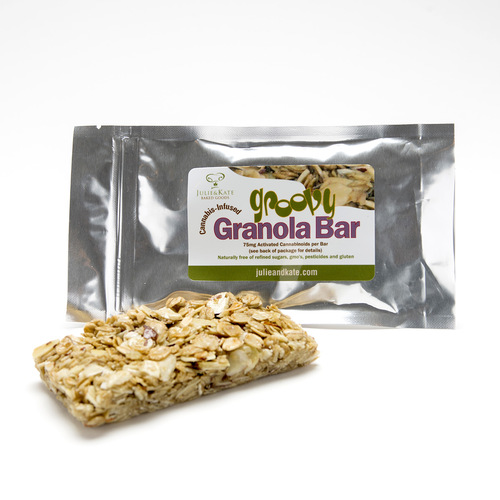 JULIE&KATE
BAKED GOODS
Cannabis-Infused
groovy
Granola Bar
75mg Activated Cannabinoids per Bar
(see back of package for details)
Naturally free of refined sugars, gmo's, pesticides and gluten
julieandkate.com